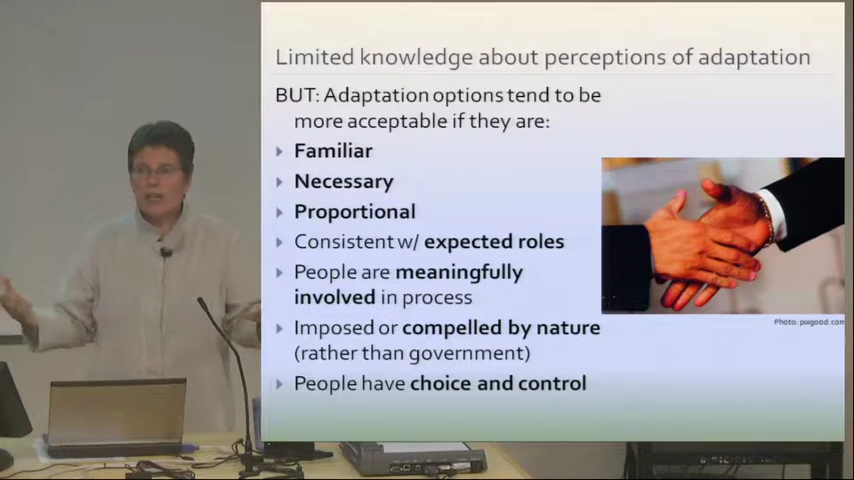 Limited knowledge about perceptions of adaptation
BUT: Adaptation options tend to be
more acceptable if they are:
Familiar
Necessary
Proportional
Consistent w/ expected roles
People are meaningfully
involved in process
Imposed or compelled by nature
(rather than government)
People have choice and control
Photo: pixgood.com